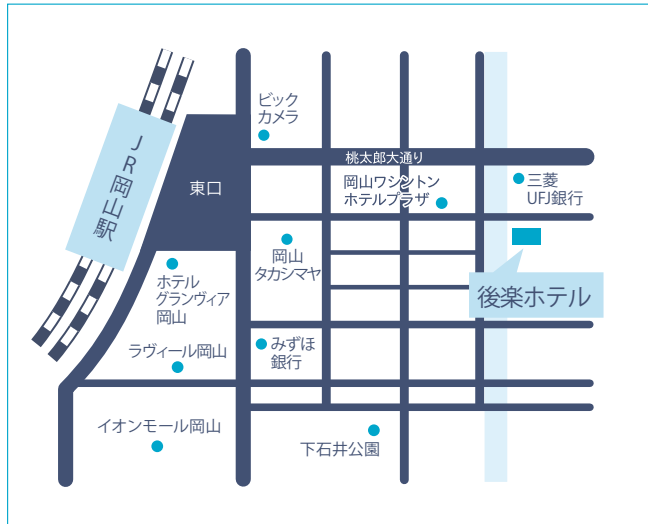 ビック
カメラ
桃太郎大通り
JR岡山駅
東口
岡山ワシントン
ホテルプラザ
三菱
UFJ銀行
岡山
タカシマヤ
ホテル
グランヴィア
岡山
後楽ホテル
みずほ
銀行
ラヴィール岡山
イオンモール岡山
下石井公園